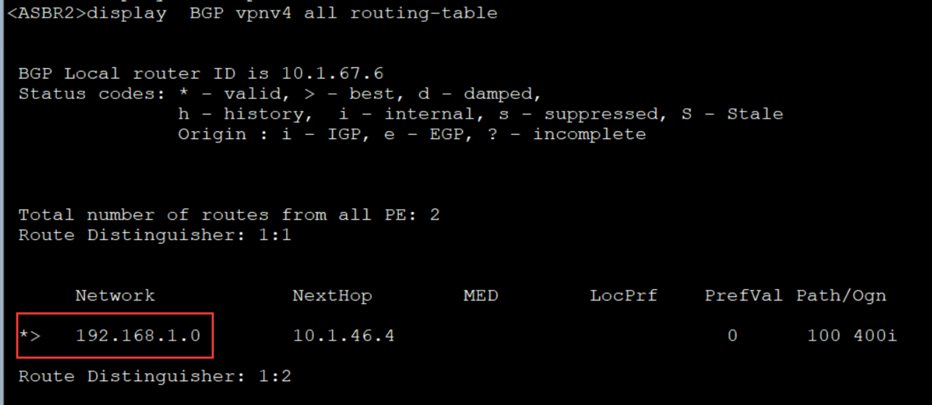 <ASBR2>display  BGP vpnv4 all routing-table
BGP Local router ID is 10.1.67.6
Status codes: * - valid, > - best, d - damped,
h - history,  i - internal, s - suppressed, S - Stale
Origin : i - IGP, e - EGP, ? - incomplete
Total number of routes from all PE: 2
Route Distinguisher: 1:1
Network NextHop MED LocPrf PrefVal Path/Ogn
*> 192.168.1.0 10.1.46.4 0 100 400i
Route Distinguisher: 1:2